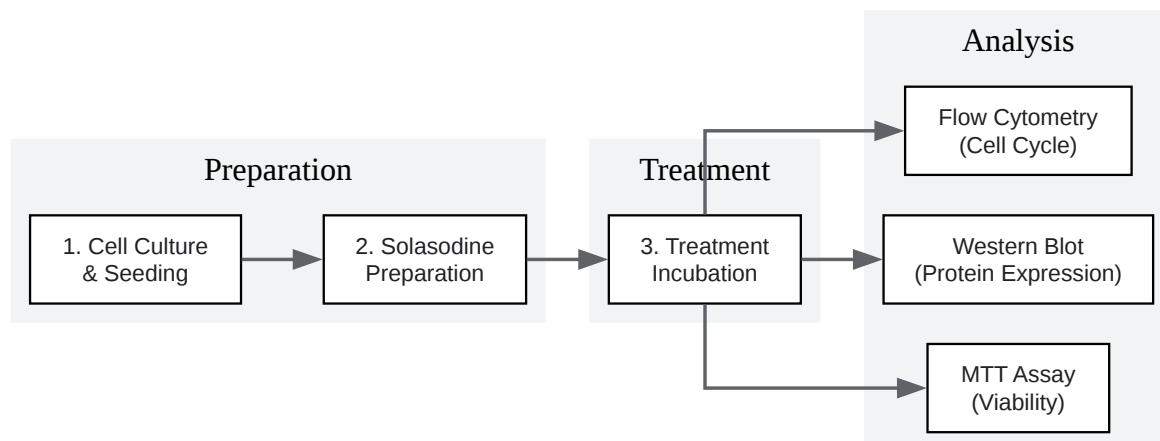 Preparation
1. Cell Culture
& Seeding
2. Solasodine
Preparation
Treatment
3. Treatment
Incubation
Analysis
Flow Cytometry
(Cell Cycle)
Western Blot
(Protein Expression)
MTT Assay
(Viability)